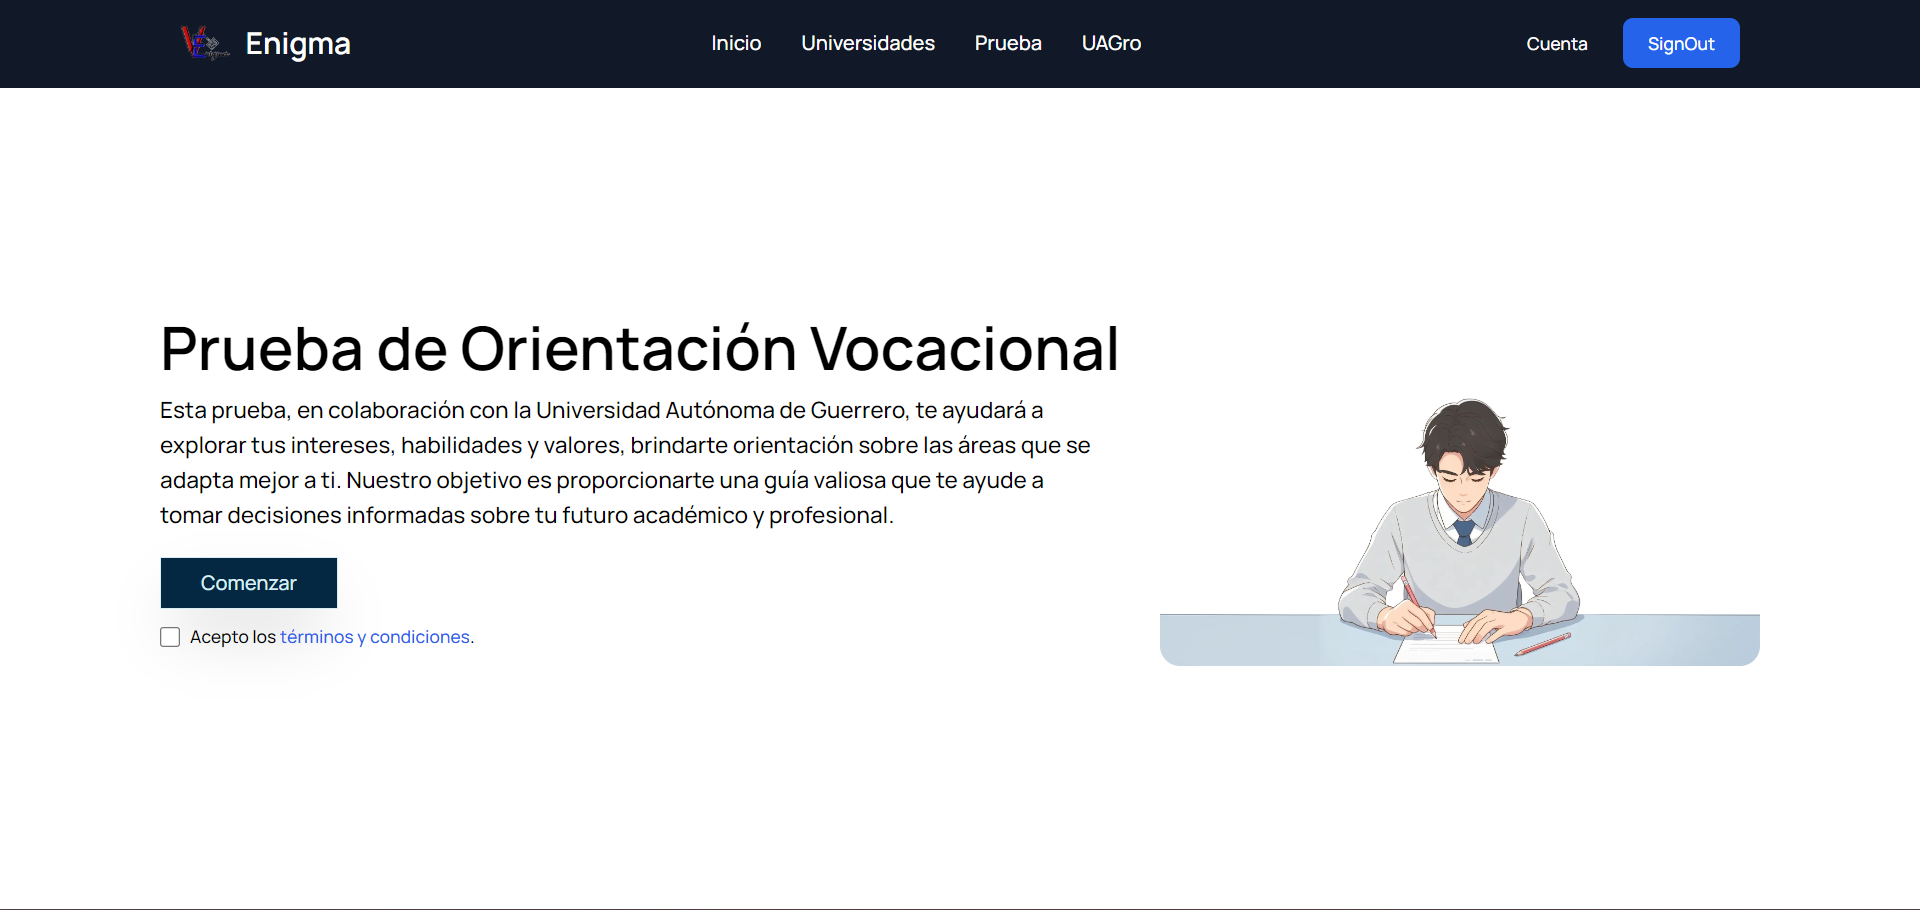 Enigma
Inicio
Universidades
Prueba
UAGro
Cuenta
SignOut
Prueba de Orientación Vocacional
Esta prueba, en colaboración con la Universidad Autónoma de Guerrero, te ayudará a
explorar tus intereses, habilidades y valores, brindarte orientación sobre las áreas que se
adapta mejor a ti. Nuestro objetivo es proporcionarte una guía valiosa que te ayude a
tomar decisiones informadas sobre tu futuro académico y profesional.
Comenzar
Acepto los términos y condiciones.